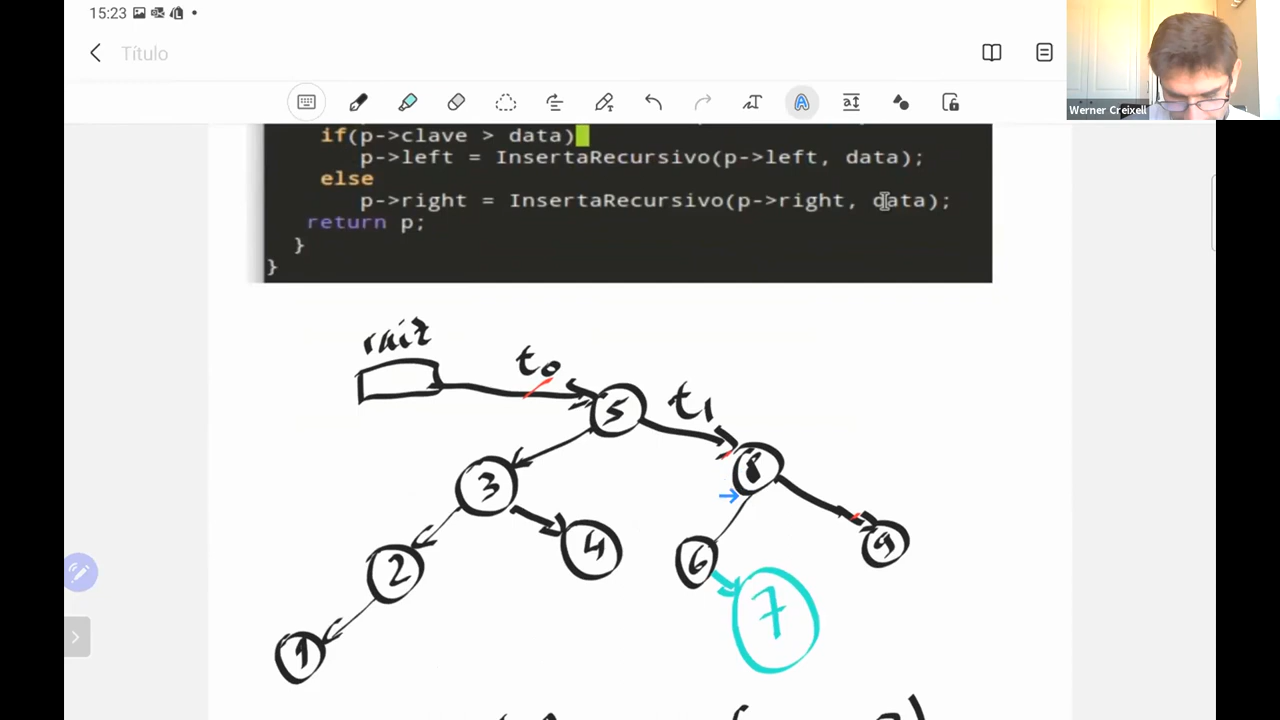 15:23
Título
Werner Creixell
if(p->clave > data)
p->left = InsertaRecursivo(p->left, data);
else
p->right = InsertaRecursivo(p->right, data);
return p;
}
}
raiz
t0
t1
5
8
3
2
4
6
9
7
1